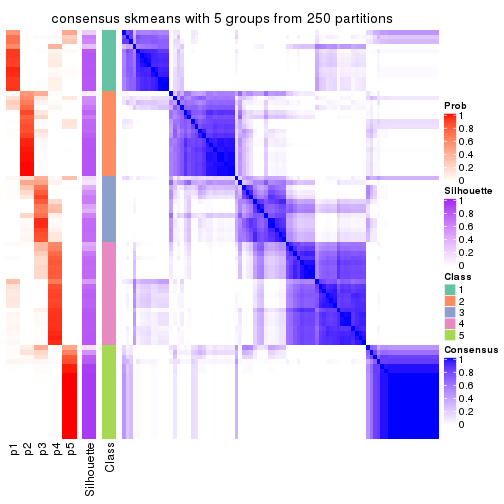 consensus skmeans with 5 groups from 250 partitions
Prob
1
0.8
0.6
0.4
0.2
0
Silhouette
1
0.8
0.6
0.4
0.2
0
Class
1
2
3
4
5
Consensus
1
0.8
0.6
0.4
0.2
0
p1
p2
p3
p4
p5
Silhouette
Class